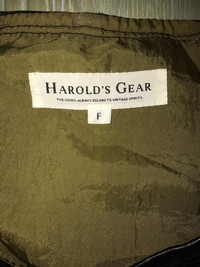 HAROLD'S GEAR
THE GOODS ALWAYS BELONG TO VINTAGE SPIRITS.
F